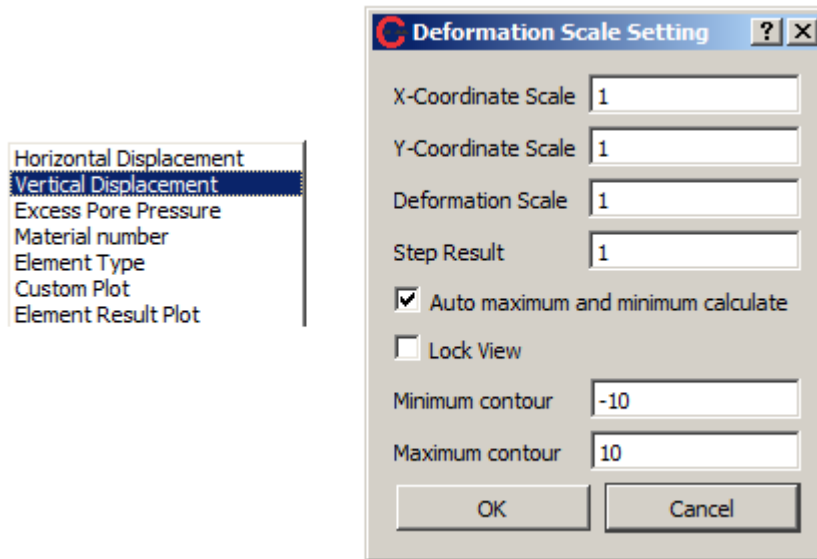 Horizontal Displacement
Vertical Displacement
Excess Pore Pressure
Material number
Element Type
Custom Plot
Element Result Plot
Deformation Scale Setting
X-Coordinate Scale 1
Y-Coordinate Scale 1
Deformation Scale 1
Step Result 1
Auto maximum and minimum calculate
Lock View
Minimum contour -10
Maximum contour 10
OK Cancel